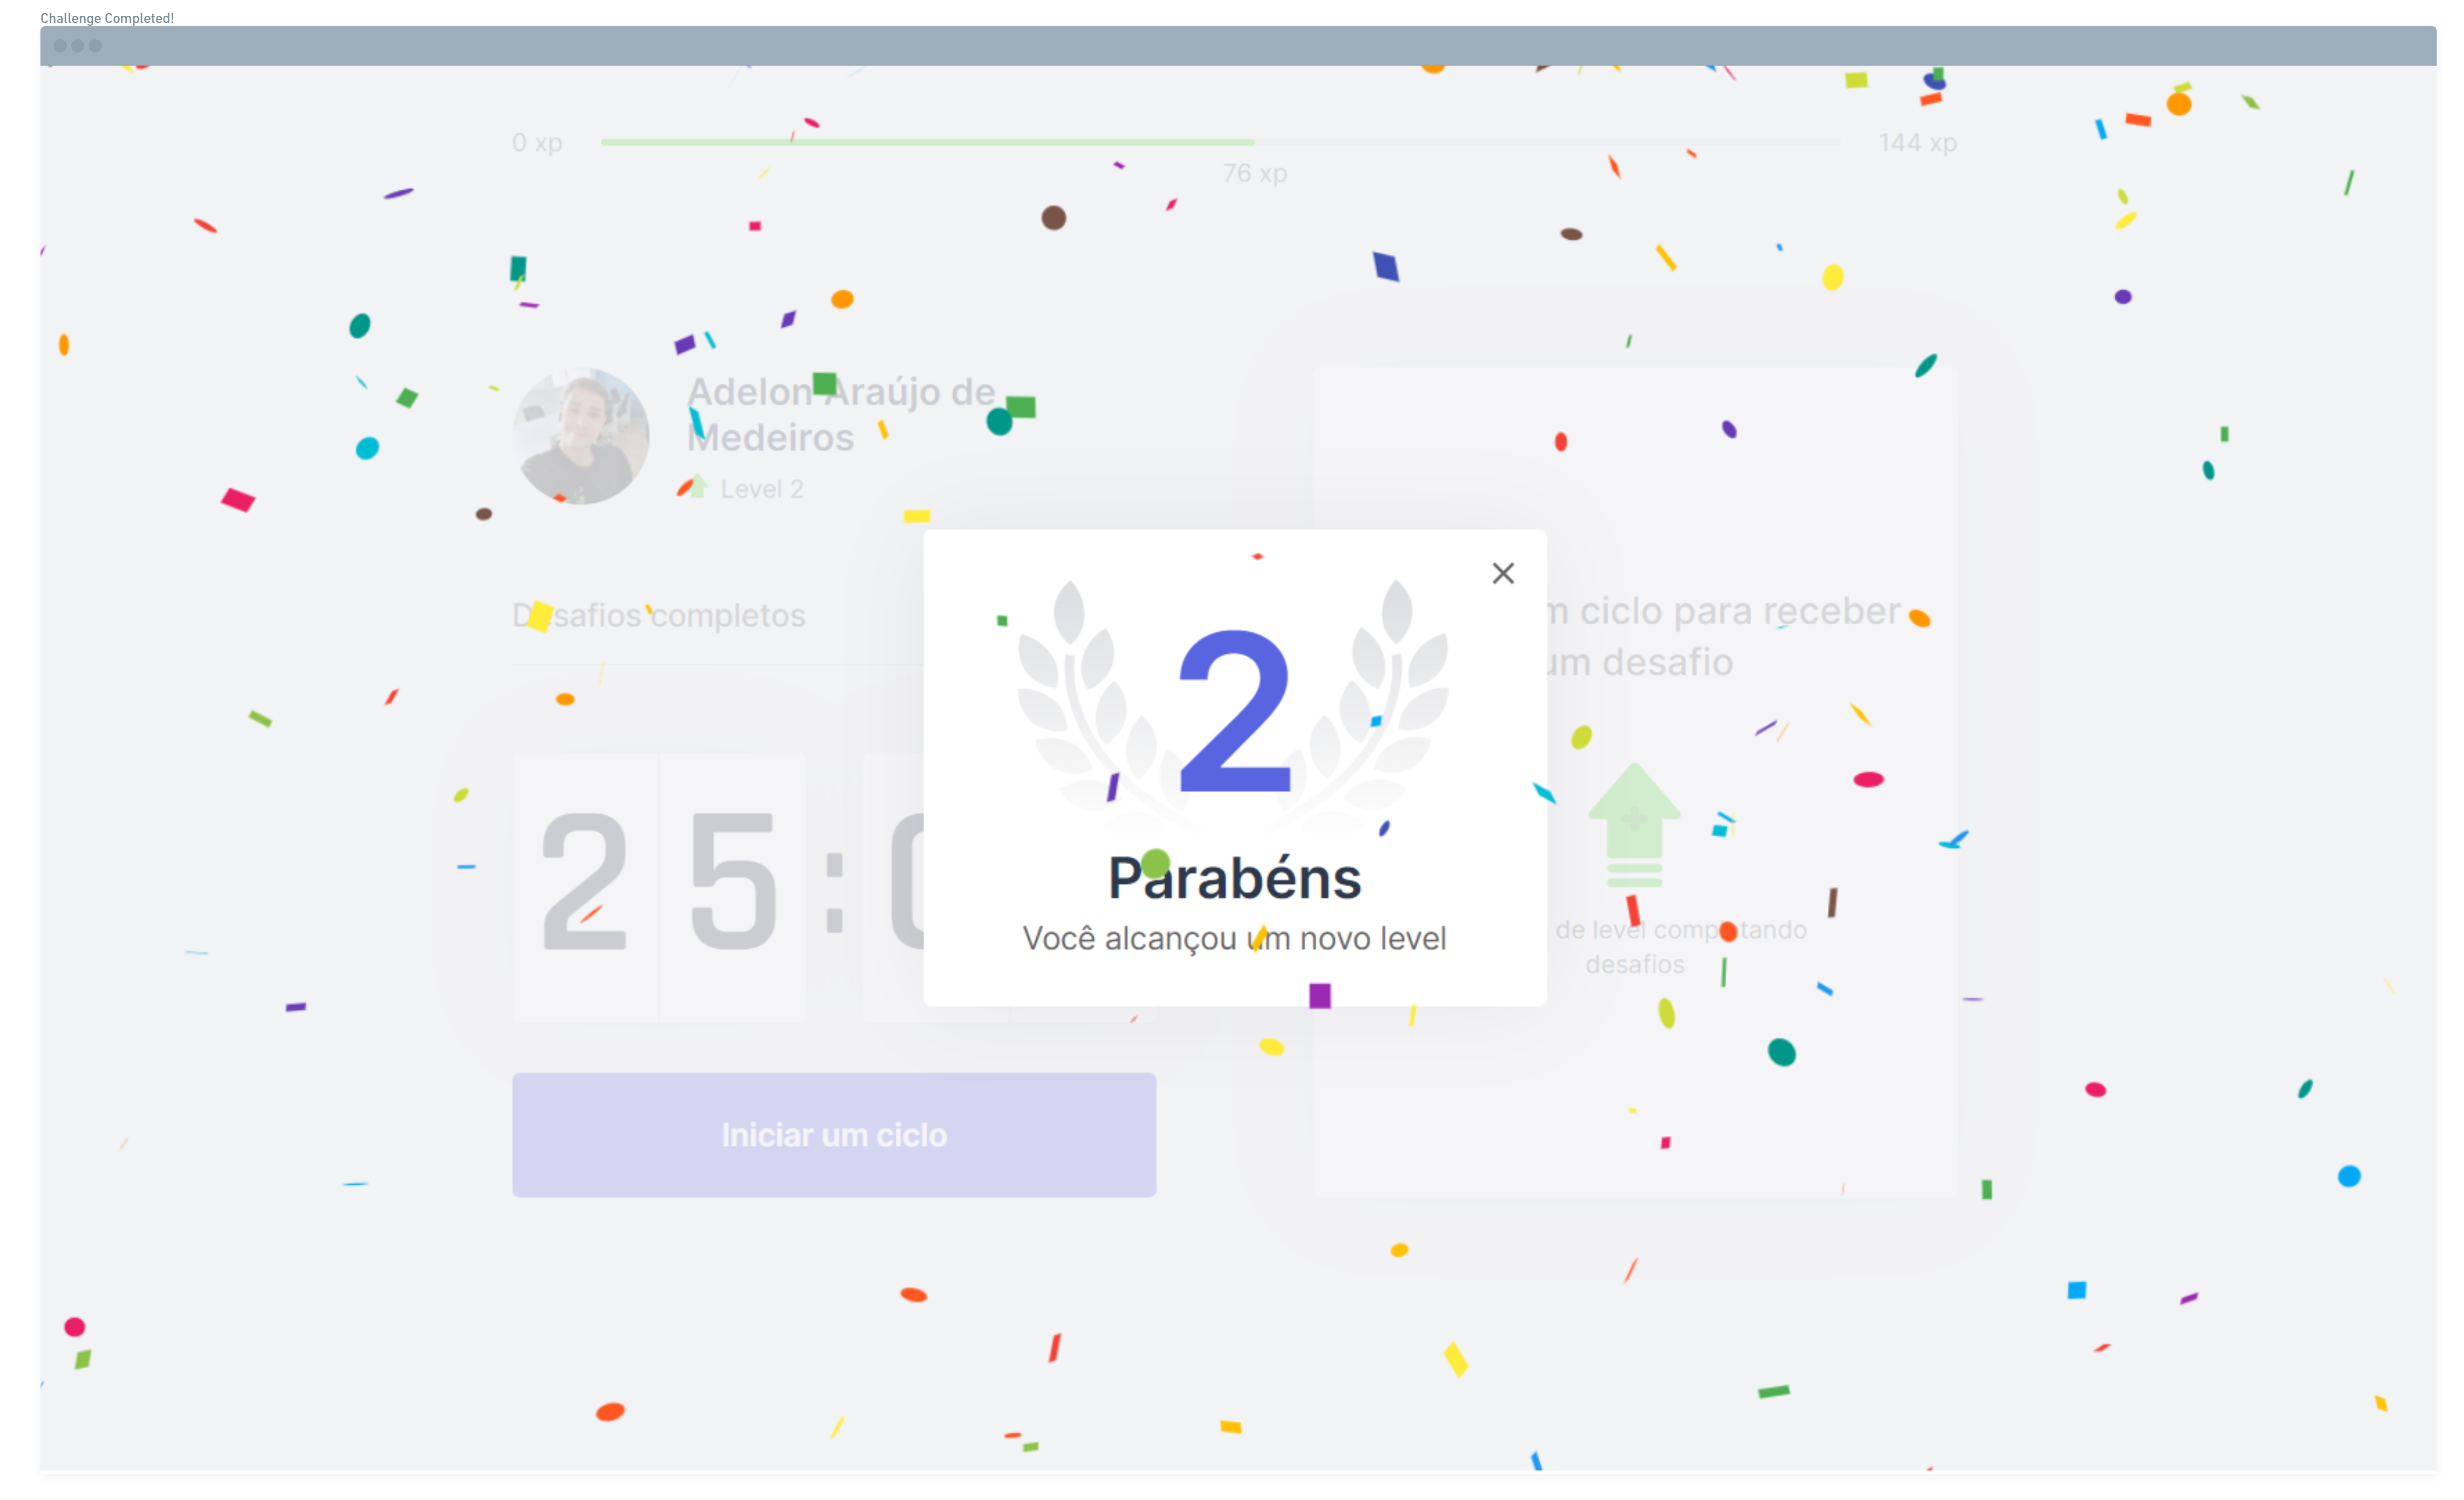 Challenge Completed!
0 xp
144 xp
76 xp
Adelon Araújo de
Medeiros
Level 2
Desafios completos
25:
2
Parabéns
Você alcançou um novo level
ciclo para receber
um desafio
de level completando
desafios
Iniciar um ciclo